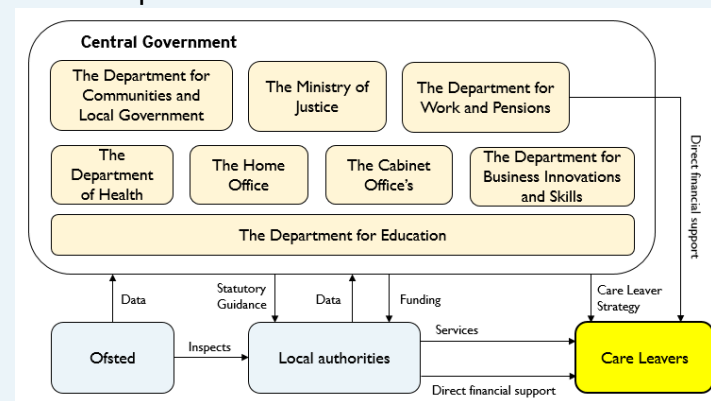 Central Government
The Department for
Communities and
Local Government
The Ministry of
Justice
The Department for
Work and Pensions
The
Department
of Health
The Home
Office
The Cabinet
Office's
The Department for
Business Innovations
and Skills
The Department for Education
Direct financial support
Data
Statutory
Guidance
Data
Funding
Care Leaver
Strategy
Ofsted
Inspects
Local authorities
Services
Direct financial support
Care Leavers